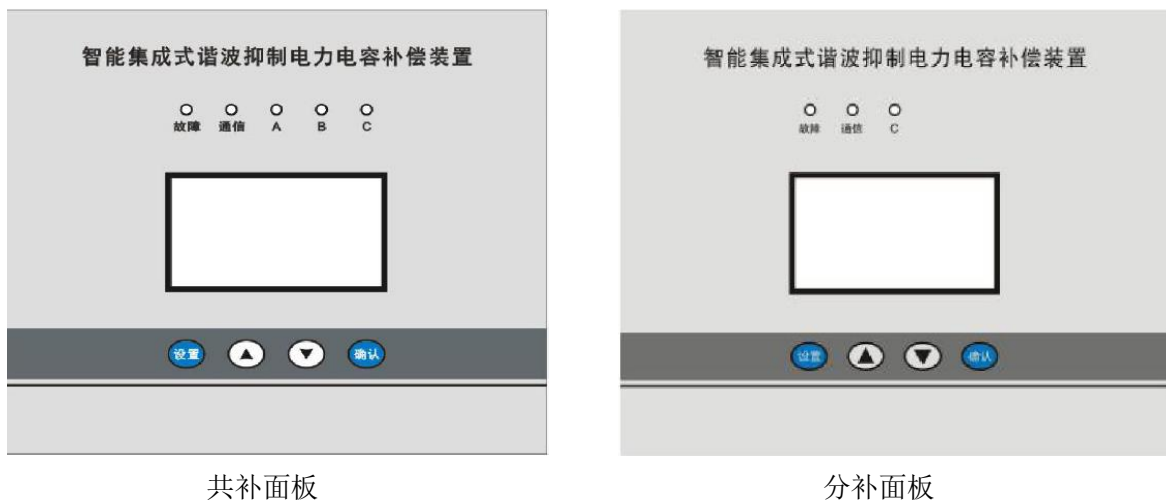 智能集成式谐波抑制电力电容补偿装置
故障 通信 A B C
设置 确认
共补面板
智能集成式谐波抑制电力电容补偿装置
故障 通信 C
设置 确认
分补面板